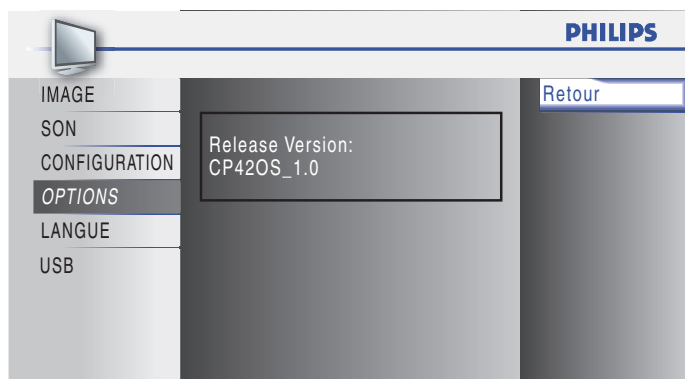 PHILIPS
IMAGE
SON
CONFIGURATION
OPTIONS
LANGUE
USB
Release Version:
CP42OS_1.0
Retour